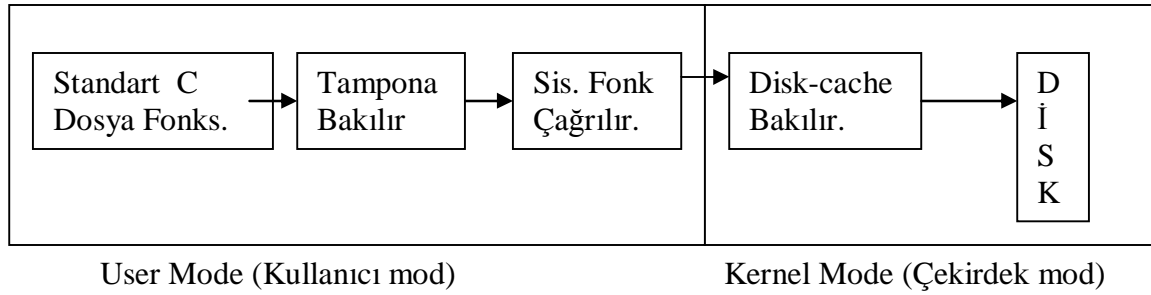 Standart C
Dosya Fonks.
Tampona
Bakılır
Sis. Fonk
Çağrılır.
Disk-cache
Bakılır.
D
İ
S
K
User Mode (Kullanıcı mod)
Kernel Mode (Çekirdek mod)